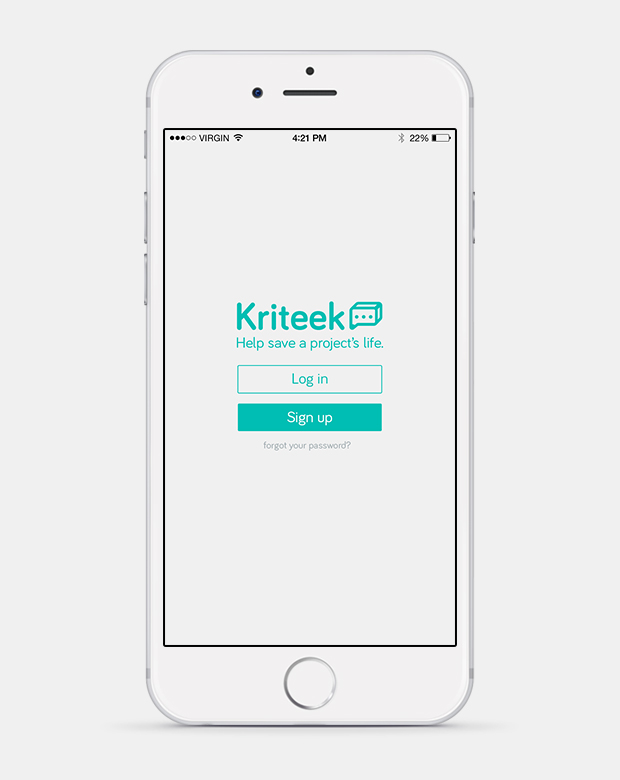 VIRGIN 4:21 PM 22%
Kriteek
Help save a project's life.
Log in
Sign up
forgot your password?